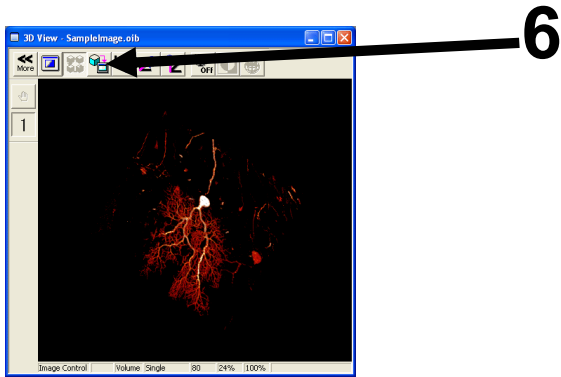 6
3D View - SampleImage.oib
More
OFF
1
Image Control Volume Single 80 24% 100%